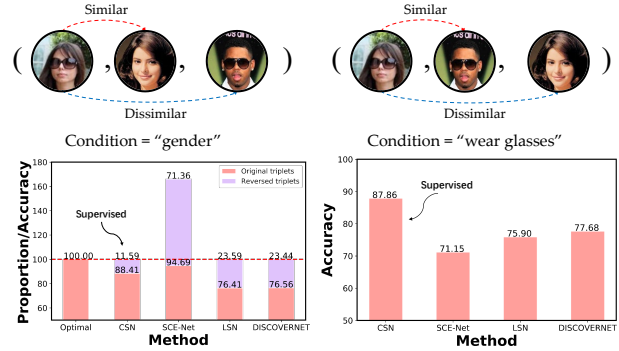 Similar
Similar
( , , )
( , , )
Dissimilar
Dissimilar
Condition = “gender”
Condition = “wear glasses”
Proportion/Accuracy
180
160
140
120
100
80
60
71.36
Original triplets
Reversed triplets
Supervised
100.00
11.59
23.59
23.44
88.41
94.69
76.41
76.56
Optimal
CSN
SCE-Net
LSN
DISCOVERNET
Method
Accuracy
100
90
80
70
60
50
87.86
Supervised
71.15
75.90
77.68
CSN
SCE-Net
LSN
DISCOVERNET
Method